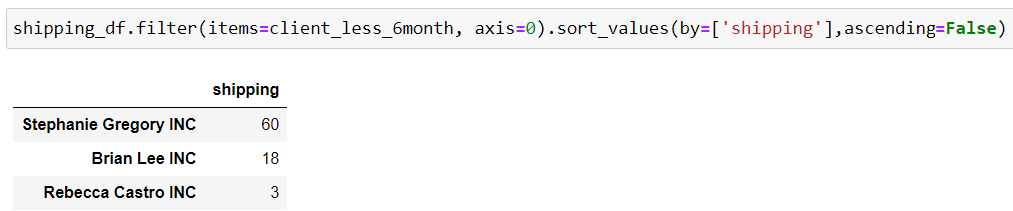 shipping_df.filter(items=client_less_6month, axis=0).sort_values(by=['shipping'],ascending=False)
shipping
Stephanie Gregory INC 60
Brian Lee INC 18
Rebecca Castro INC 3